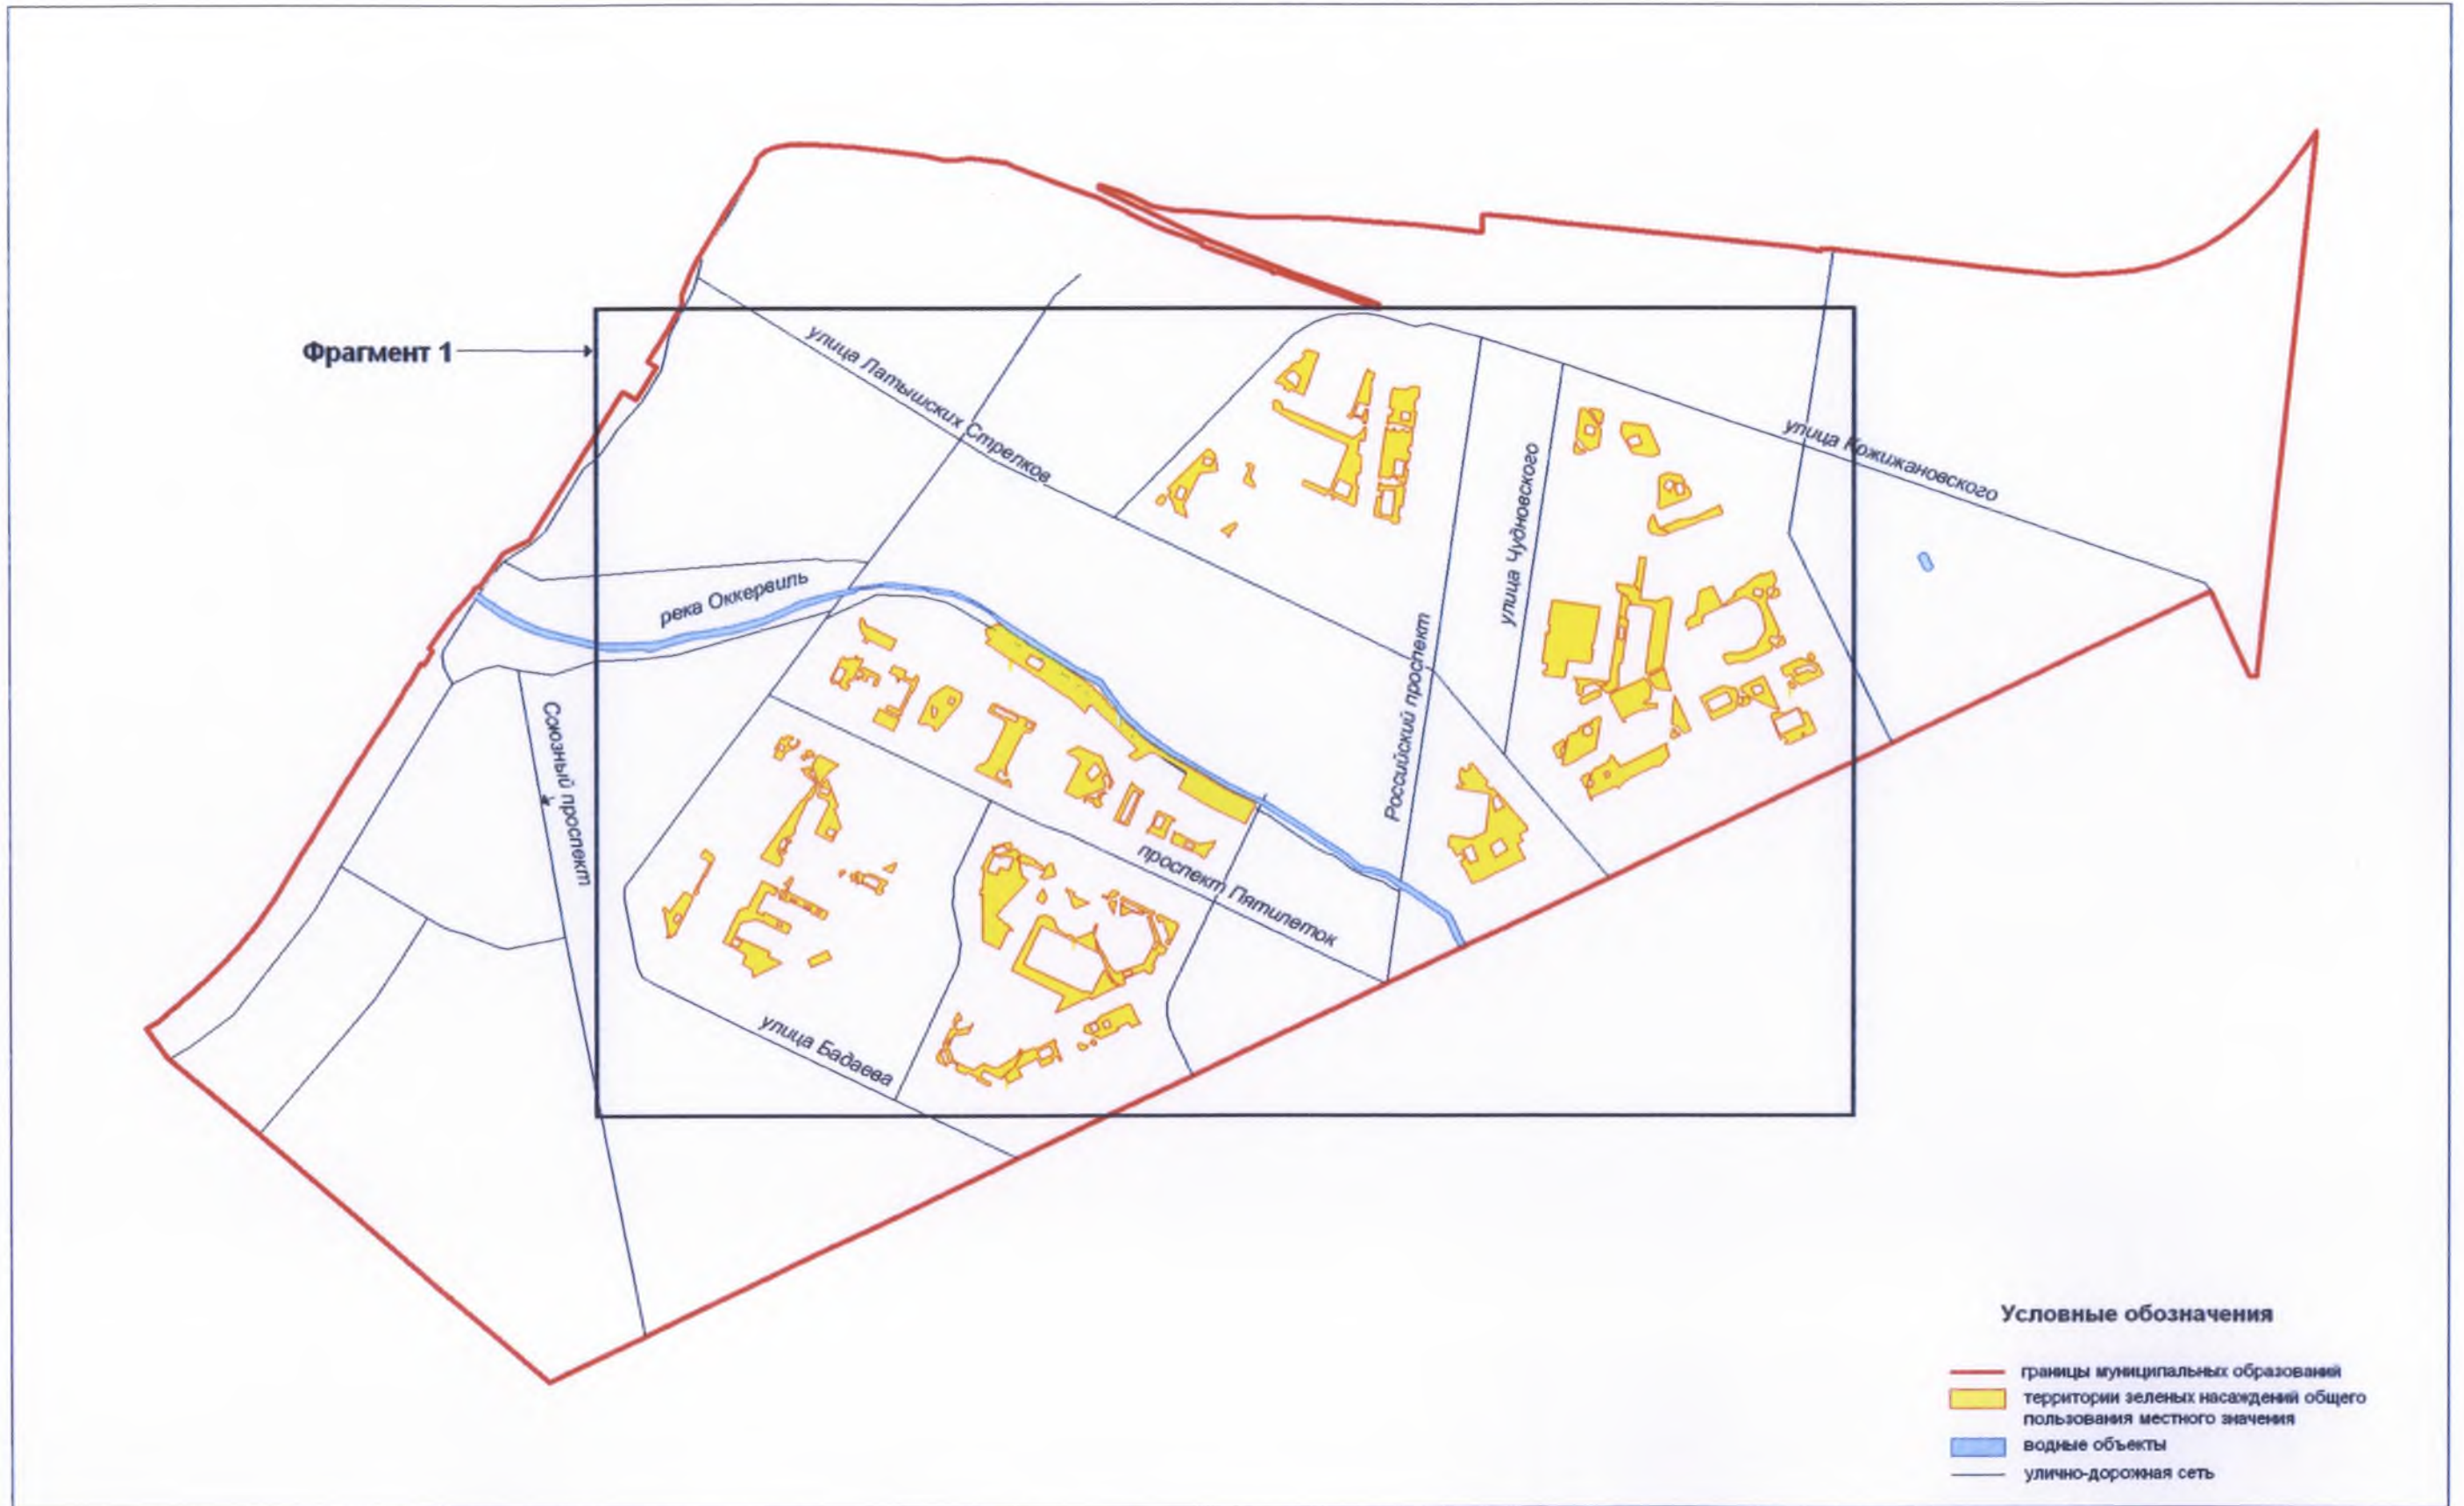 Фрагмент 1
улица Латышских Стрелков
улица Кожижановского
улица Чудновского
река Оккервиль
Российский проспект
Союзный проспект
проспект Пятилеток
улица Бадаева
Условные обозначения
границы муниципальных образований
территории зеленых насаждений общего
пользования местного значения
водные объекты
улично-дорожная сеть